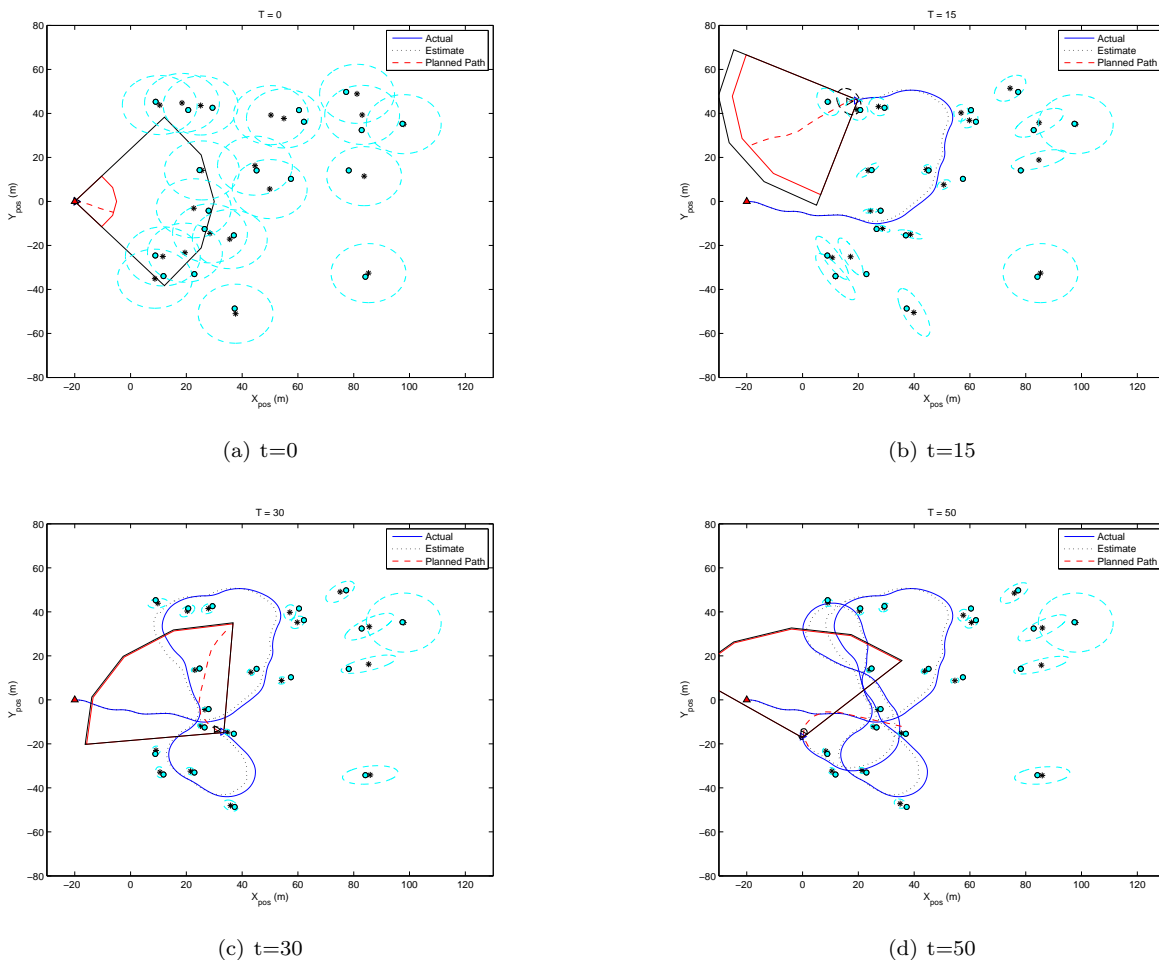 T = 0
Actual
Estimate
Planned Path
80
60
40
20
0
−20
−40
−60
−80
Y_pos (m)
−20 0 20 40 60 80 100 120
X_pos (m)
(a) t=0
T = 15
Actual
Estimate
Planned Path
80
60
40
20
0
−20
−40
−60
−80
Y_pos (m)
−20 0 20 40 60 80 100 120
X_pos (m)
(b) t=15
T = 30
Actual
Estimate
Planned Path
80
60
40
20
0
−20
−40
−60
−80
Y_pos (m)
−20 0 20 40 60 80 100 120
X_pos (m)
(c) t=30
T = 50
Actual
Estimate
Planned Path
80
60
40
20
0
−20
−40
−60
−80
Y_pos (m)
−20 0 20 40 60 80 100 120
X_pos (m)
(d) t=50